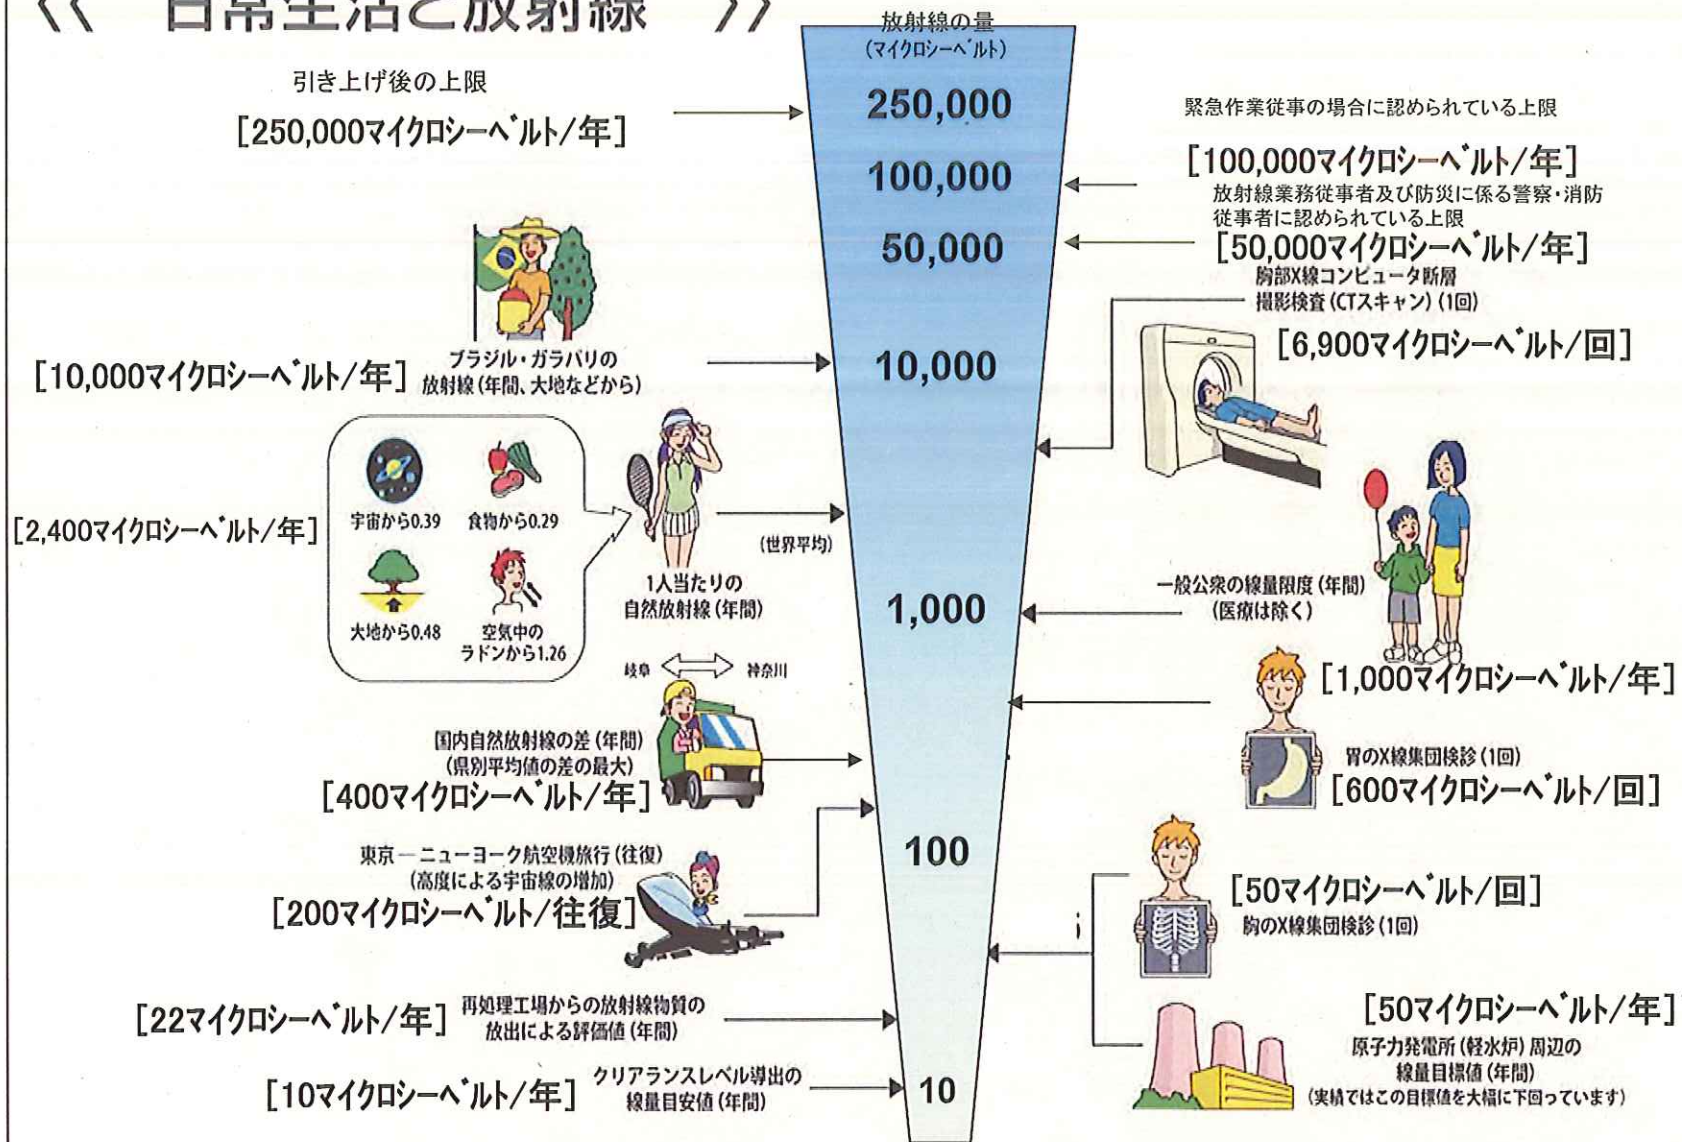 《 日常生活と放射線 》
放射線の量
(マイクロシーベルト)
250,000
100,000
50,000
10,000
1,000
100
10
引き上げ後の上限
[250,000マイクロシーベルト/年]
[10,000マイクロシーベルト/年]
ブラジル・ガラパリの
放射線(年間、大地などから)
[2,400マイクロシーベルト/年]
宇宙から0.39
食物から0.29
大地から0.48
空気中の
ラドンから1.26
(世界平均)
1人当たりの
自然放射線(年間)
岐阜
神奈川
国内自然放射線の差(年間)
(県別平均値の差の最大)
[400マイクロシーベルト/年]
東京―ニューヨーク航空機旅行(往復)
(高度による宇宙線の増加)
[200マイクロシーベルト/往復]
[22マイクロシーベルト/年]
再処理工場からの放射線物質の
放出による評価値(年間)
[10マイクロシーベルト/年]
クリアランスレベル導出の
線量目安値(年間)
緊急作業従事の場合に認められている上限
[100,000マイクロシーベルト/年]
放射線業務従事者及び防災に係る警察・消防
従事者に認められている上限
[50,000マイクロシーベルト/年]
胸部X線コンピュータ断層
撮影検査(CTスキャン)(1回)
[6,900マイクロシーベルト/回]
一般公衆の線量限度(年間)
(医療は除く)
[1,000マイクロシーベルト/年]
胃のX線集団検診(1回)
[600マイクロシーベルト/回]
[50マイクロシーベルト/回]
胸のX線集団検診(1回)
[50マイクロシーベルト/年]
原子力発電所(軽水炉)周辺の
線量目標値(年間)
(実績ではこの目標値を大幅に下回っています)